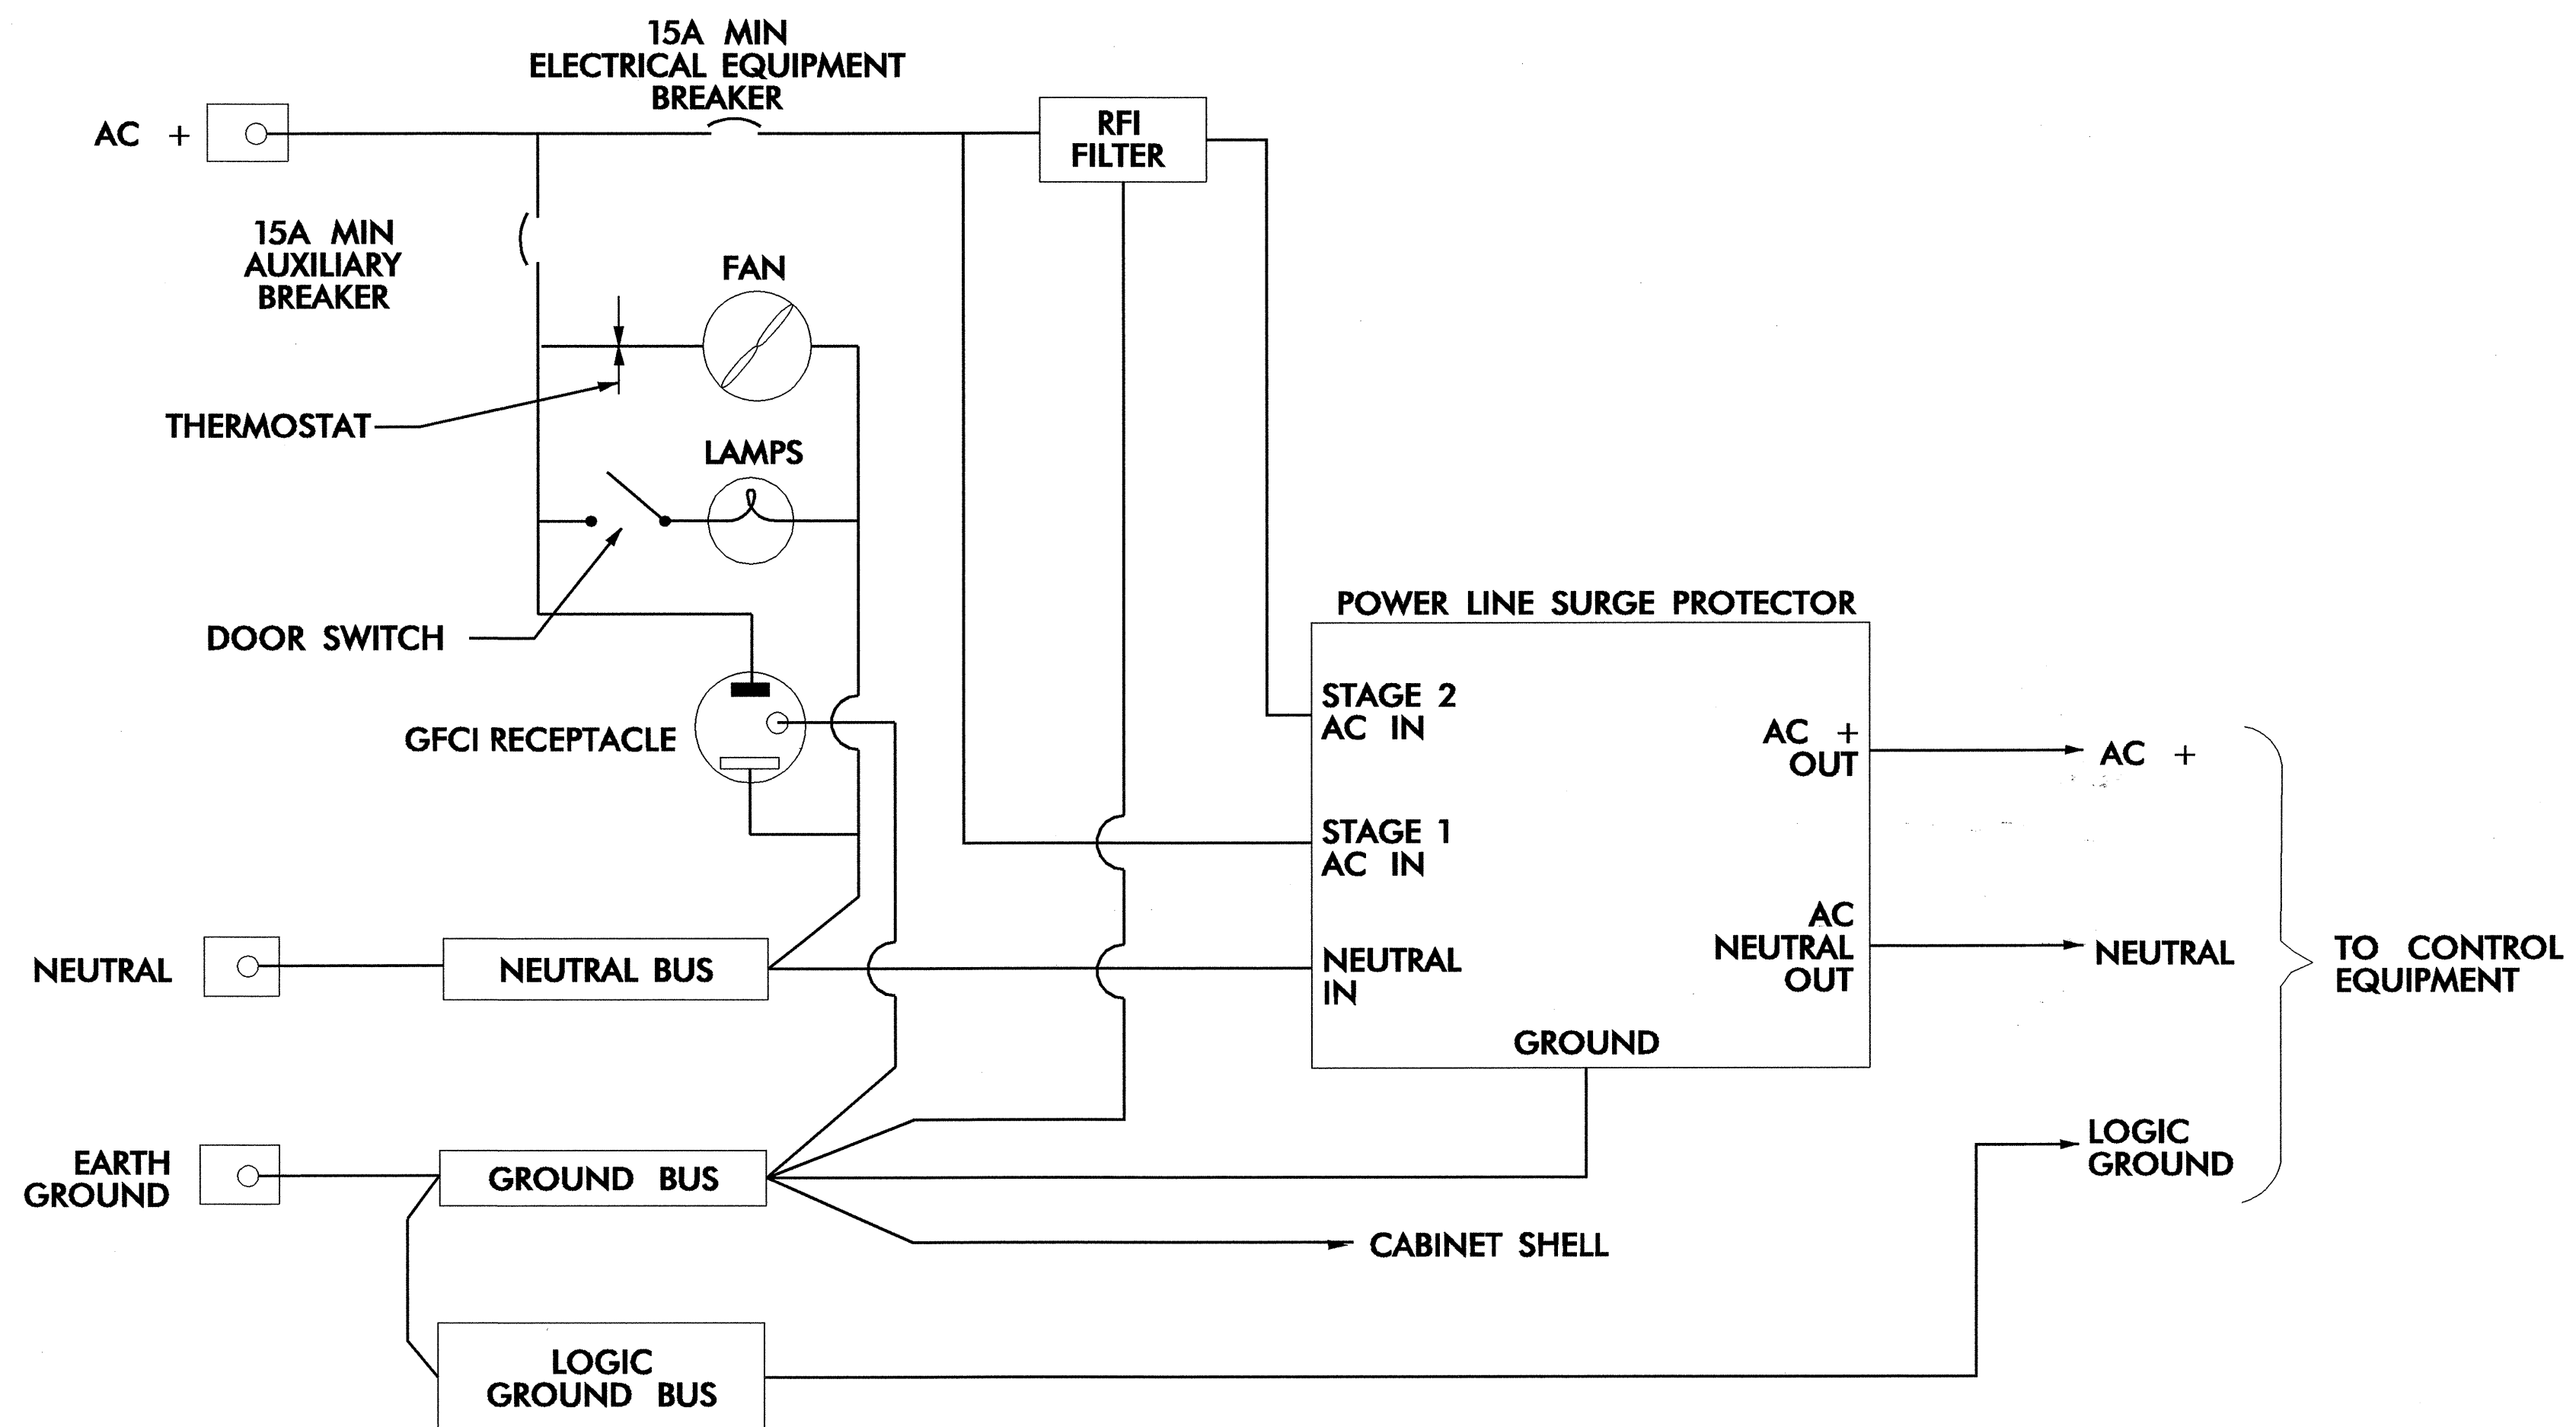 15A MIN
ELECTRICAL EQUIPMENT
BREAKER
AC +
RFI
FILTER
15A MIN
AUXILIARY
BREAKER
FAN
THERMOSTAT
LAMPS
DOOR SWITCH
GFCI RECEPTACLE
POWER LINE SURGE PROTECTOR
STAGE 2
AC IN
AC +
OUT
AC +
STAGE 1
AC IN
NEUTRAL
NEUTRAL BUS
NEUTRAL
IN
AC
NEUTRAL
OUT
NEUTRAL
TO CONTROL
EQUIPMENT
GROUND
EARTH
GROUND
GROUND BUS
LOGIC
GROUND
CABINET SHELL
LOGIC
GROUND BUS